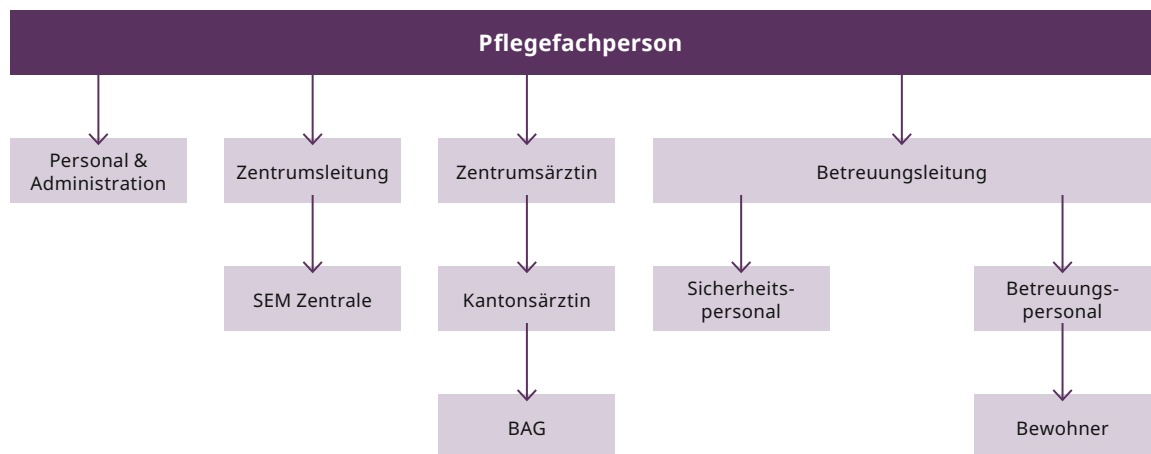 Pflegefachperson
Personal &
Administration
Zentrumsleitung
Zentrumsärztin
Betreuungsleitung
SEM Zentrale
Kantonsärztin
Sicherheits-
personal
Betreuungs-
personal
BAG
Bewohner